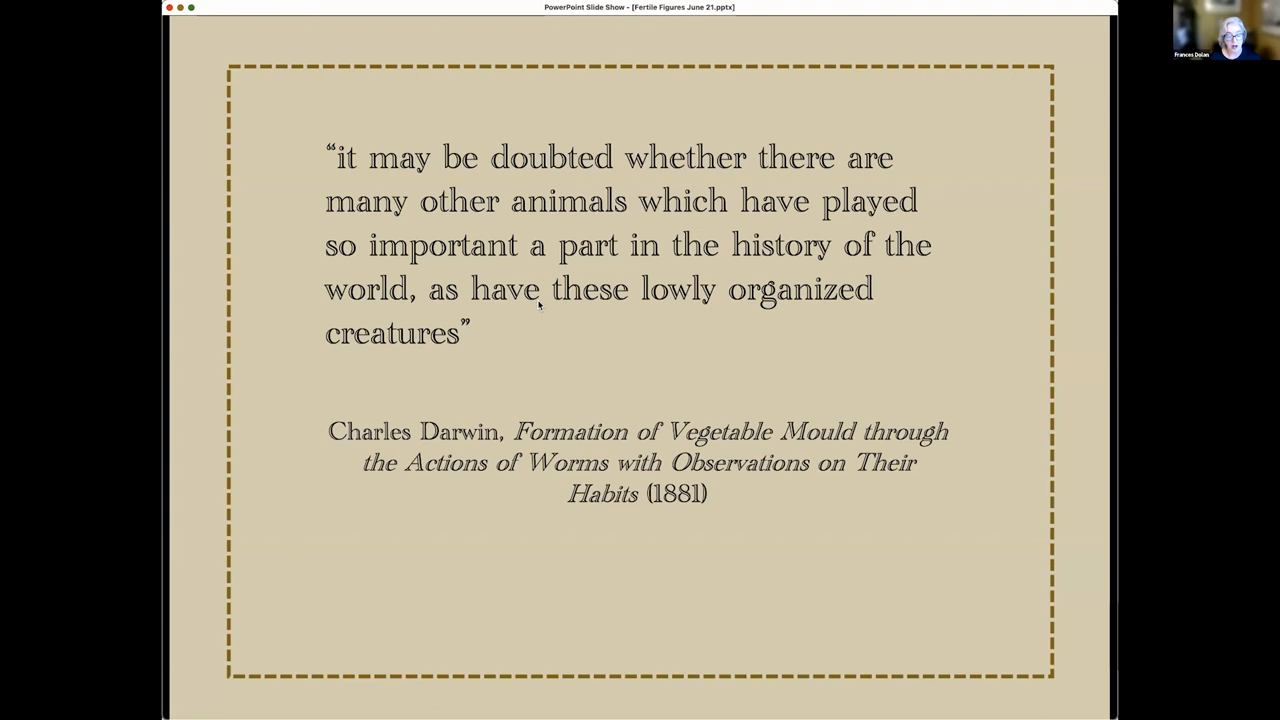 PowerPoint Slide Show - [Fertile Figures June 21.pptx]
Frances Dolan
“it may be doubted whether there are
many other animals which have played
so important a part in the history of the
world, as have these lowly organized
creatures”
Charles Darwin, Formation of Vegetable Mould through
the Actions of Worms with Observations on Their
Habits (1881)